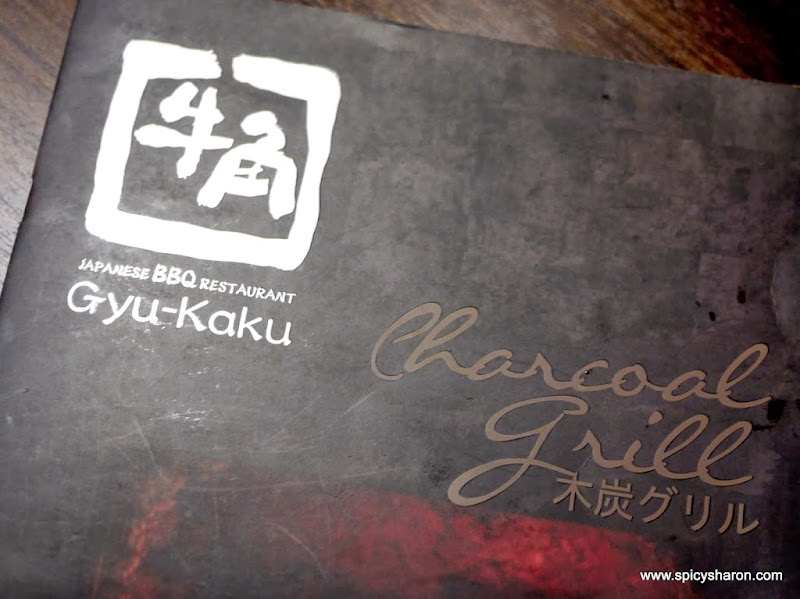 牛角
JAPANESE BBQ RESTAURANT
Gyu-Kaku
Charcoal
Grill
木炭グリル
www.spicysharon.com